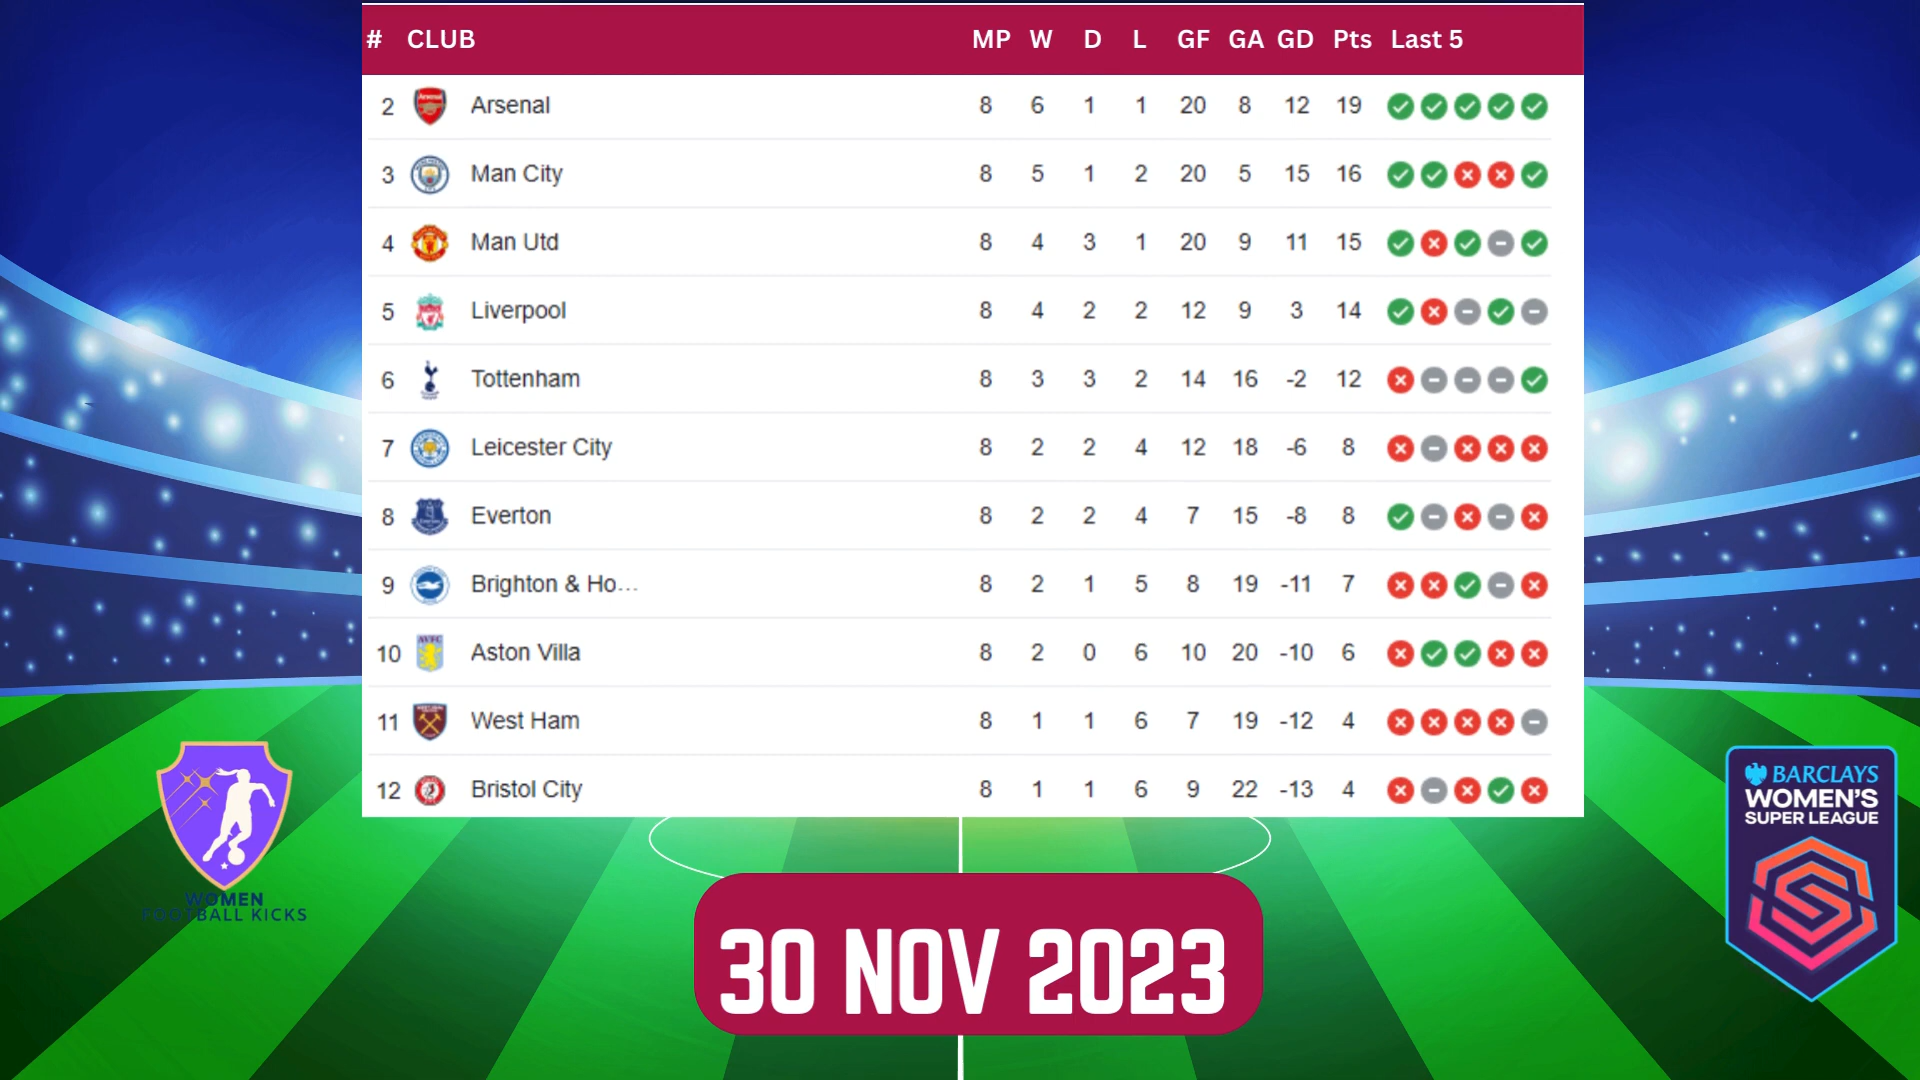 # CLUB MP W D L GF GA GD Pts Last 5
2 Arsenal 8 6 1 1 20 8 12 19
3 Man City 8 5 1 2 20 5 15 16
4 Man Utd 8 4 3 1 20 9 11 15
5 Liverpool 8 4 2 2 12 9 3 14
6 Tottenham 8 3 3 2 14 16 -2 12
7 Leicester City 8 2 2 4 12 18 -6 8
8 Everton 8 2 2 4 7 15 -8 8
9 Brighton & Ho... 8 2 1 5 8 19 -11 7
10 Aston Villa 8 2 0 6 10 20 -10 6
11 West Ham 8 1 1 6 7 19 -12 4
12 Bristol City 8 1 1 6 9 22 -13 4
WOMEN
FOOTBALL KICKS
BARCLAYS
WOMEN'S
SUPER LEAGUE
30 NOV 2023